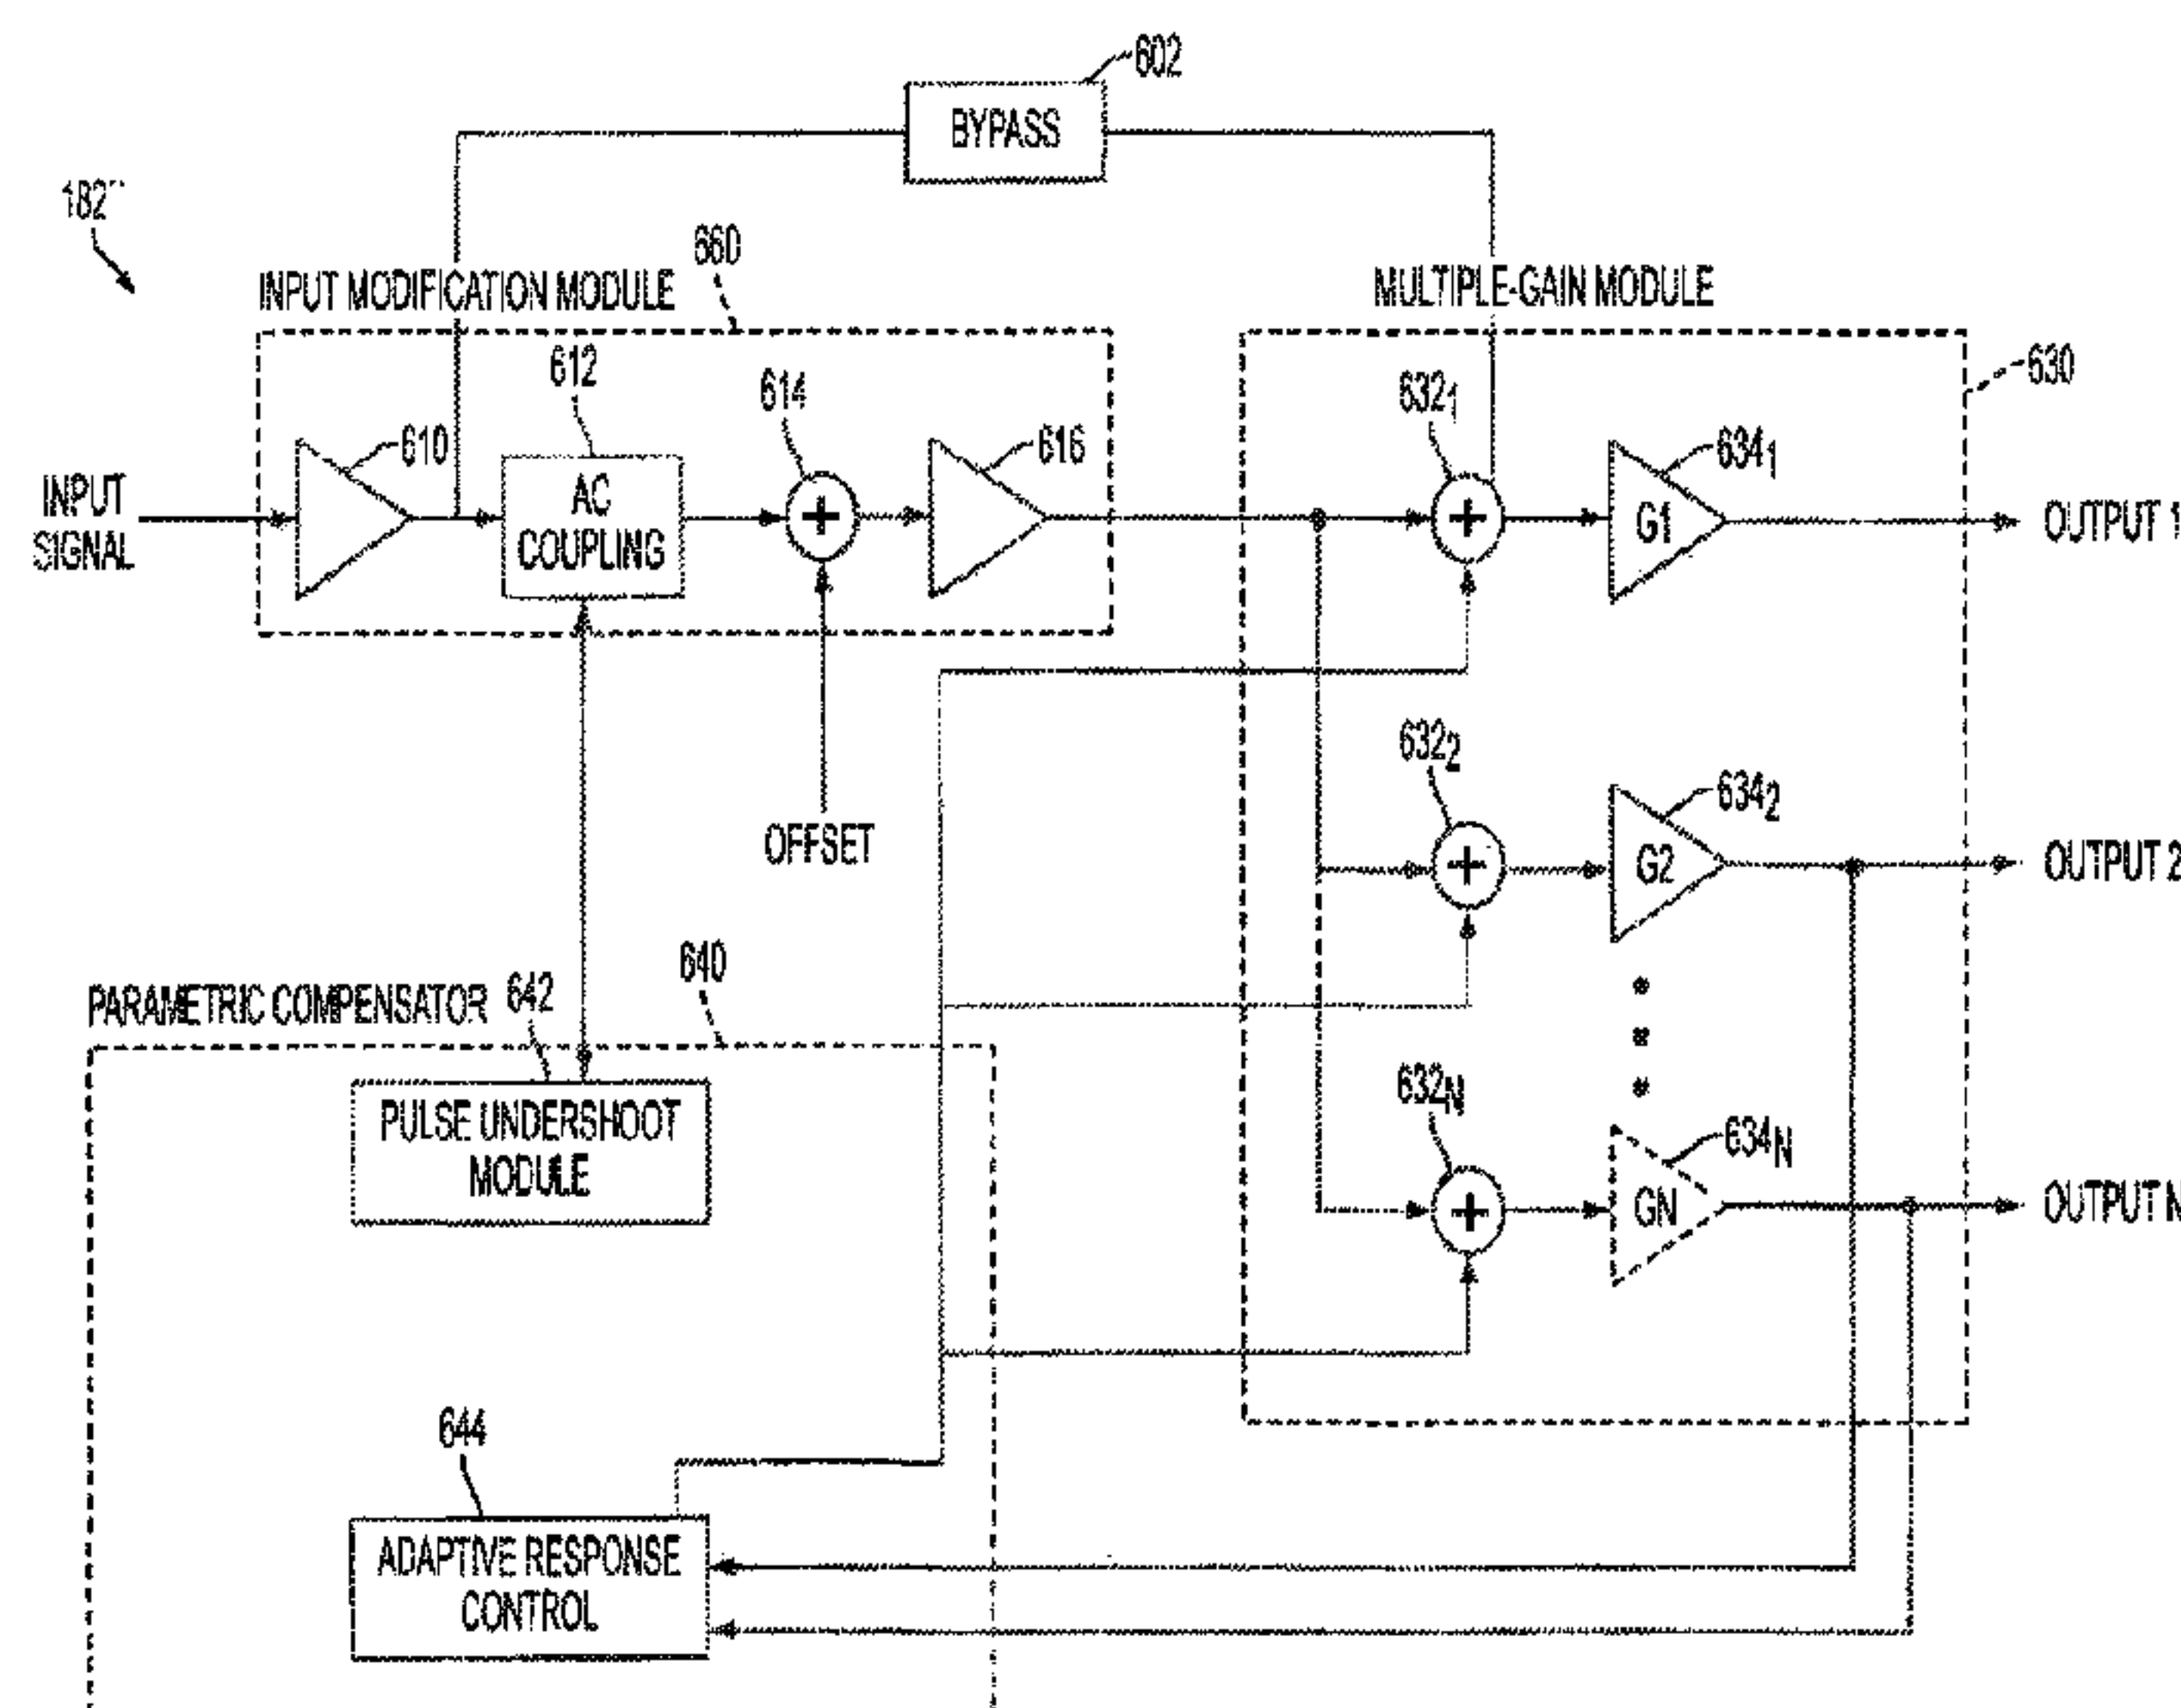 602
BYPASS
182''
660
INPUT MODIFICATION MODULE
MULTIPLE-GAIN MODULE
630
612
614
632₁
610
616
634₁
INPUT
SIGNAL
AC
COUPLING
+
+
G1
OUTPUT 1
632₂
634₂
OFFSET
+
G2
OUTPUT 2
640
PARAMETRIC COMPENSATOR
642
632N
634N
PULSE UNDERSHOOT
MODULE
+
GN
OUTPUT N
644
ADAPTIVE RESPONSE
CONTROL